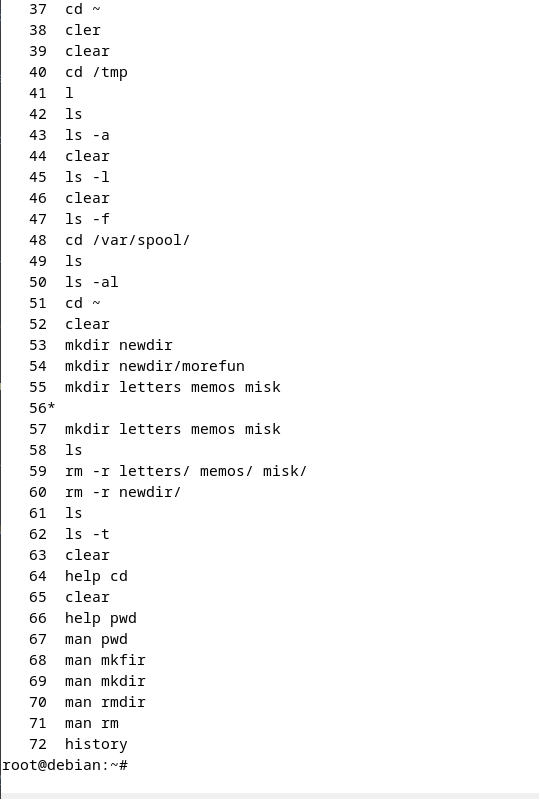 37 cd ~
38 cler
39 clear
40 cd /tmp
41 l
42 ls
43 ls -a
44 clear
45 ls -l
46 clear
47 ls -f
48 cd /var/spool/
49 ls
50 ls -al
51 cd ~
52 clear
53 mkdir newdir
54 mkdir newdir/morefun
55 mkdir letters memos misk
56*
57 mkdir letters memos misk
58 ls
59 rm -r letters/ memos/ misk/
60 rm -r newdir/
61 ls
62 ls -t
63 clear
64 help cd
65 clear
66 help pwd
67 man pwd
68 man mkfir
69 man mkdir
70 man rmdir
71 man rm
72 history
root@debian:~#